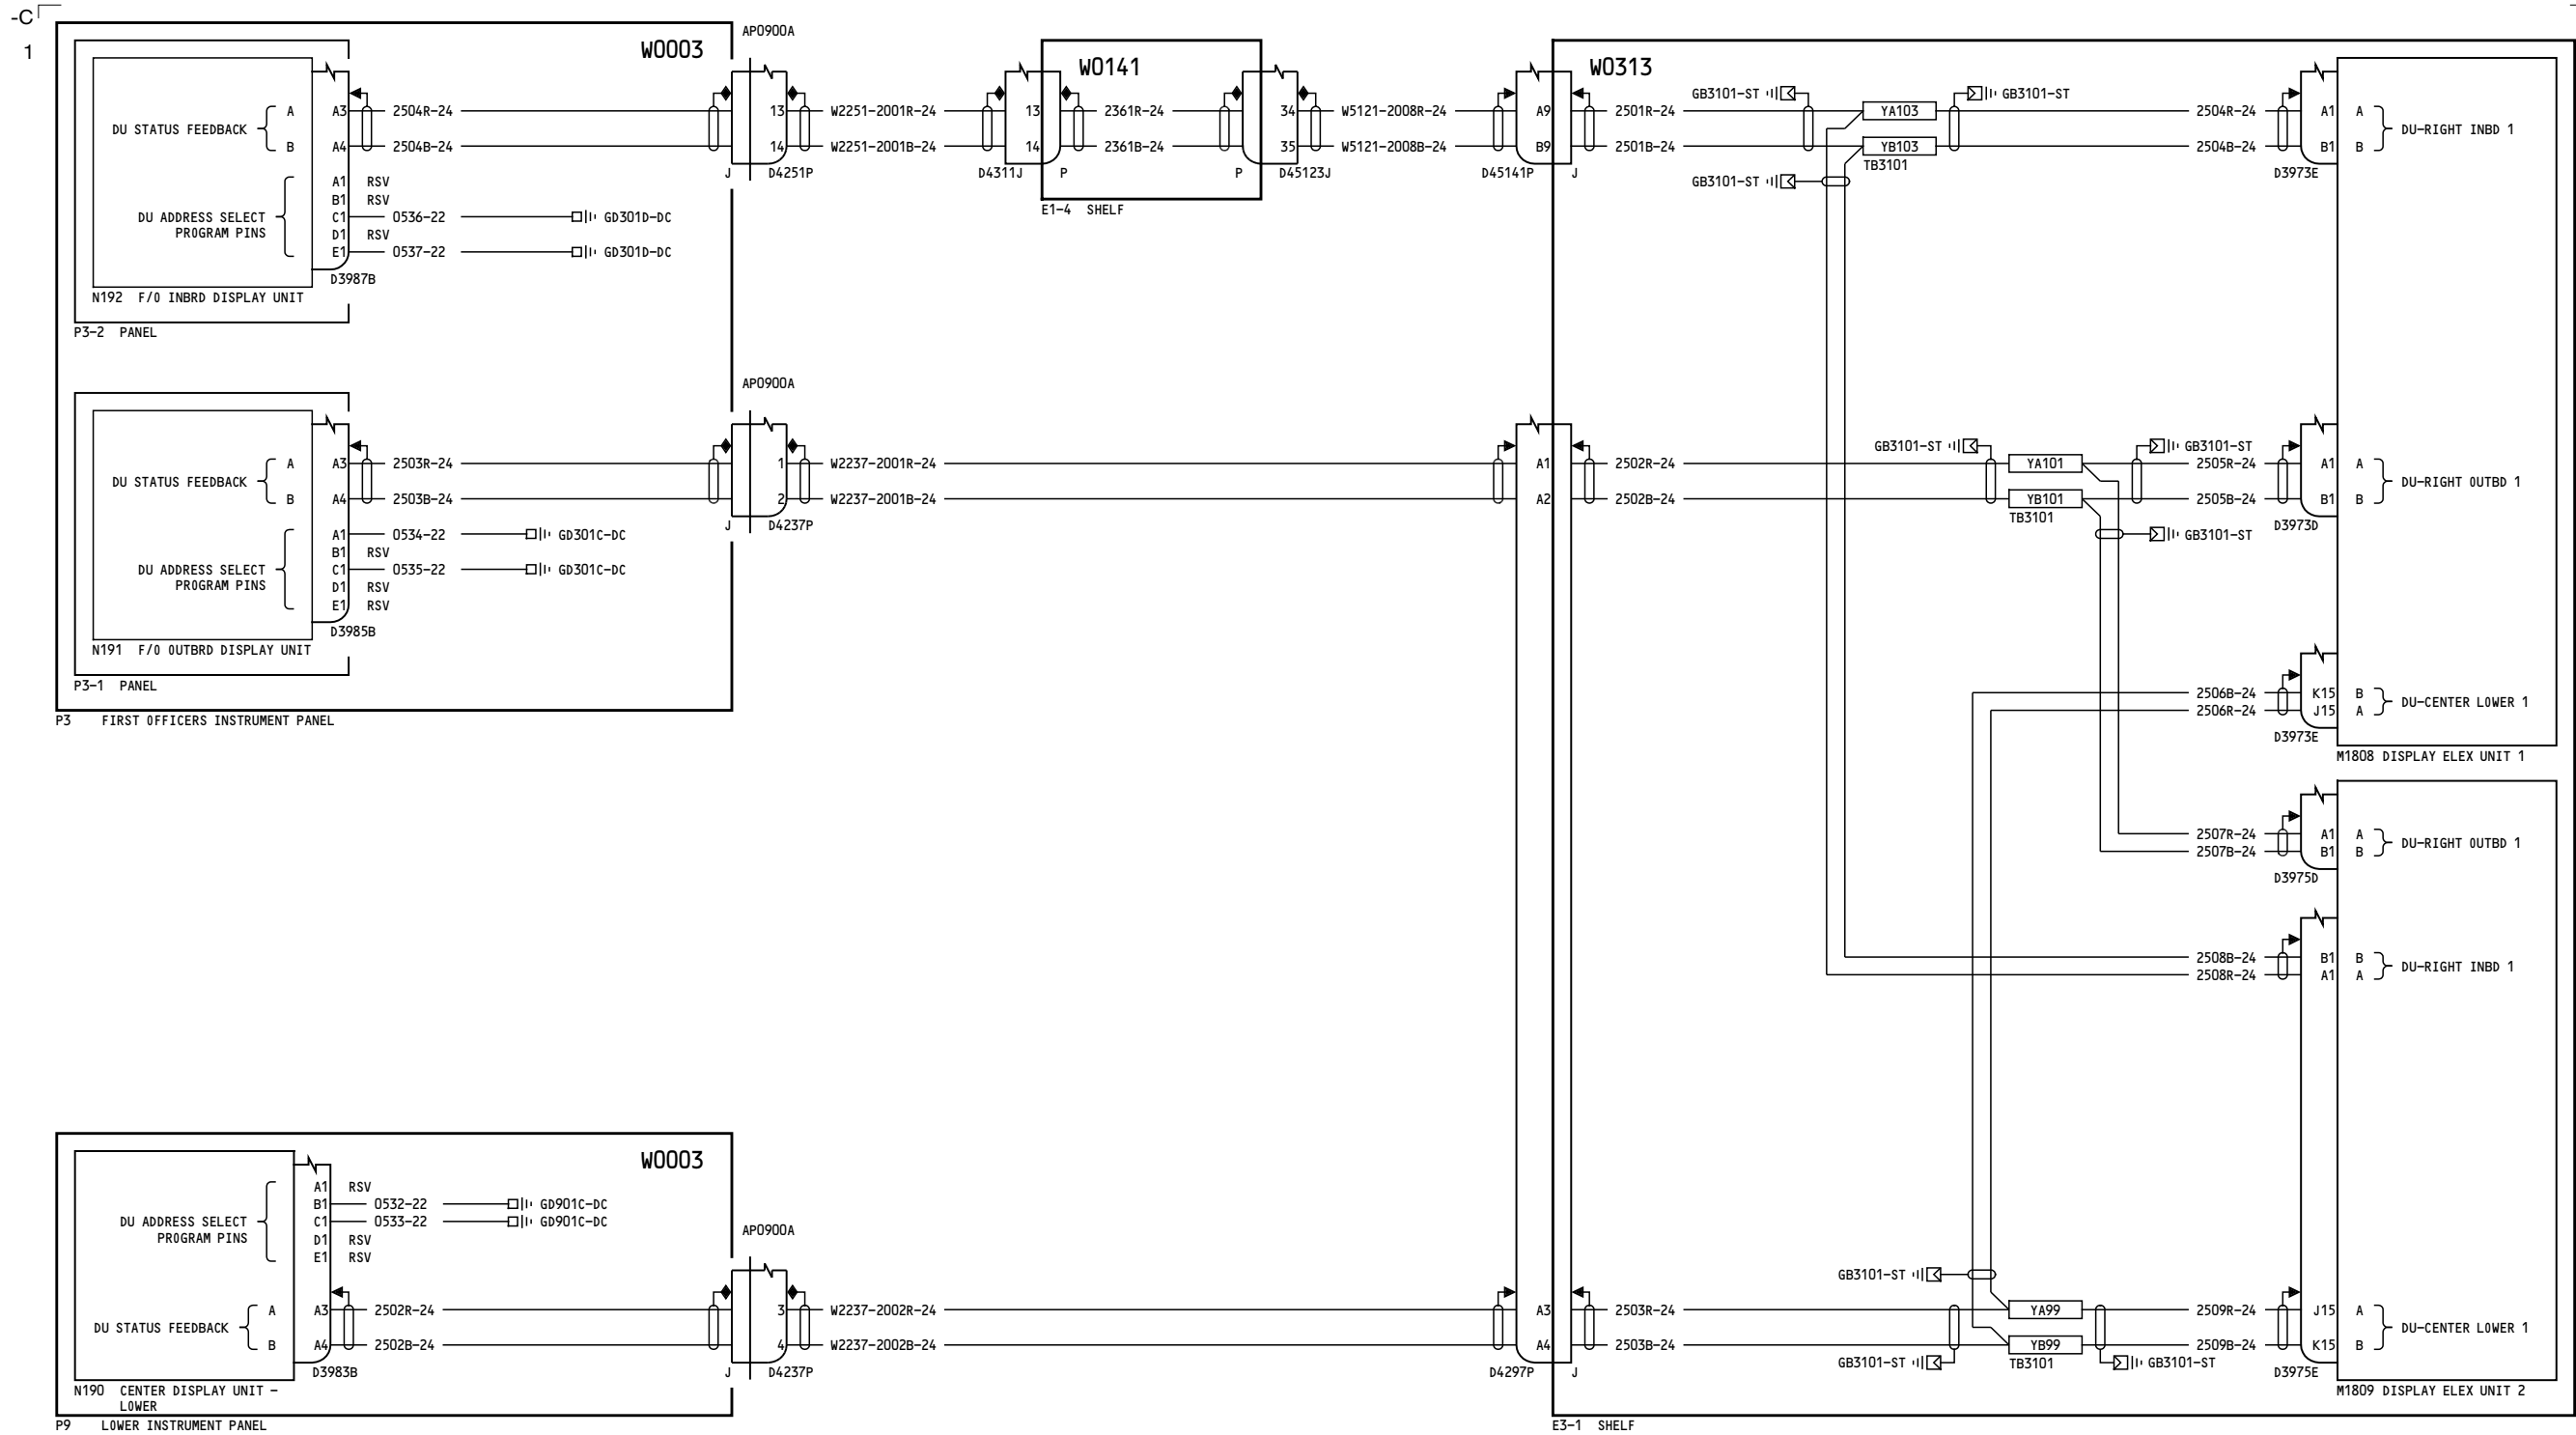 -C
1
W0003
AP0900A
W0141
W0313
DU STATUS FEEDBACK
A A3 2504R-24
B A4 2504B-24
13 W2251-2001R-24 13 2361R-24 34 W5121-2008R-24 A9 2501R-24
14 W2251-2001B-24 14 2361B-24 35 W5121-2008B-24 B9 2501B-24
GB3101-ST
YA103
YB103
TB3101
GB3101-ST
GB3101-ST
2504R-24 A1 A
2504B-24 B1 B
DU-RIGHT INBD 1
D3973E
J D4251P
D4311J P
P D45123J
D45141P J
E1-4 SHELF
DU ADDRESS SELECT
PROGRAM PINS
A1 RSV
B1 RSV
C1 0536-22 GD301D-DC
D1 RSV
E1 0537-22 GD301D-DC
D3987B
N192 F/O INBRD DISPLAY UNIT
P3-2 PANEL
AP0900A
DU STATUS FEEDBACK
A A3 2503R-24
B A4 2503B-24
1 W2237-2001R-24 A1 2502R-24
2 W2237-2001B-24 A2 2502B-24
J D4237P
GB3101-ST
YA101
YB101
TB3101
GB3101-ST
GB3101-ST
2505R-24 A1 A
2505B-24 B1 B
DU-RIGHT OUTBD 1
D3973D
DU ADDRESS SELECT
PROGRAM PINS
A1 0534-22 GD301C-DC
B1 RSV
C1 0535-22 GD301C-DC
D1 RSV
E1 RSV
D3985B
N191 F/O OUTBRD DISPLAY UNIT
P3-1 PANEL
P3 FIRST OFFICERS INSTRUMENT PANEL
2506B-24 K15 B
2506R-24 J15 A
DU-CENTER LOWER 1
D3973E
M1808 DISPLAY ELEX UNIT 1
2507R-24 A1 A
2507B-24 B1 B
DU-RIGHT OUTBD 1
D3975D
2508B-24 B1 B
2508R-24 A1 A
DU-RIGHT INBD 1
W0003
DU ADDRESS SELECT
PROGRAM PINS
A1 RSV
B1 0532-22 GD901C-DC
C1 0533-22 GD901C-DC
D1 RSV
E1 RSV
AP0900A
DU STATUS FEEDBACK
A A3 2502R-24
B A4 2502B-24
3 W2237-2002R-24 A3 2503R-24
4 W2237-2002B-24 A4 2503B-24
D3983B
J D4237P
D4297P J
GB3101-ST
YA99
YB99
GB3101-ST
TB3101
GB3101-ST
2509R-24 J15 A
2509B-24 K15 B
DU-CENTER LOWER 1
D3975E
N190 CENTER DISPLAY UNIT -
LOWER
P9 LOWER INSTRUMENT PANEL
M1809 DISPLAY ELEX UNIT 2
E3-1 SHELF